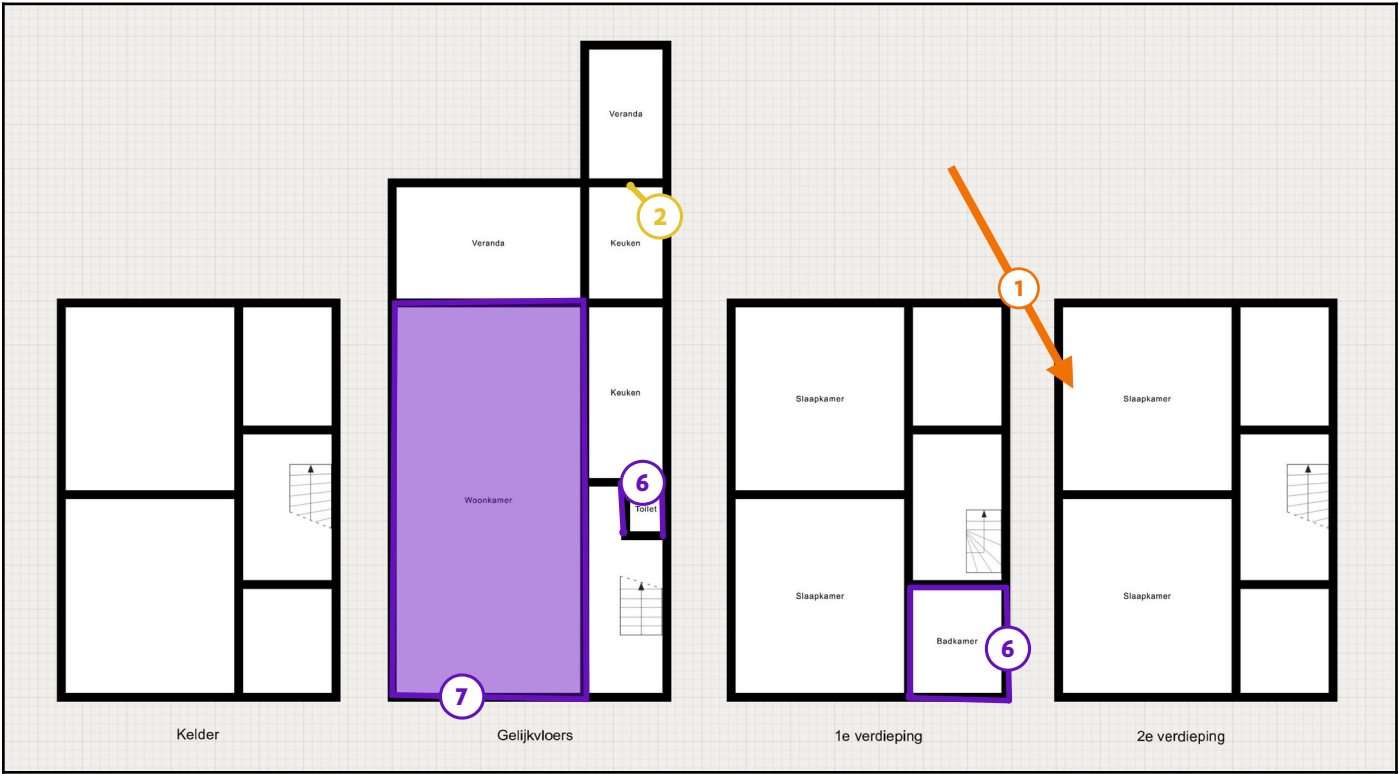 Veranda
2
Veranda
Keuken
1
Keuken
Slaapkamer
Slaapkamer
6
Woonkamer
Toilet
Slaapkamer
Slaapkamer
Badkamer
6
7
Kelder
Gelijkvloers
1e verdieping
2e verdieping